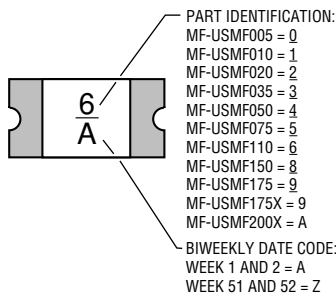 PART IDENTIFICATION:
MF-USMF005 = 0
MF-USMF010 = 1
MF-USMF020 = 2
MF-USMF035 = 3
MF-USMF050 = 4
MF-USMF075 = 5
MF-USMF110 = 6
MF-USMF150 = 8
MF-USMF175 = 9
MF-USMF175X = 9
MF-USMF200X = A
6
A
BIWEEKLY DATE CODE:
WEEK 1 AND 2 = A
WEEK 51 AND 52 = Z